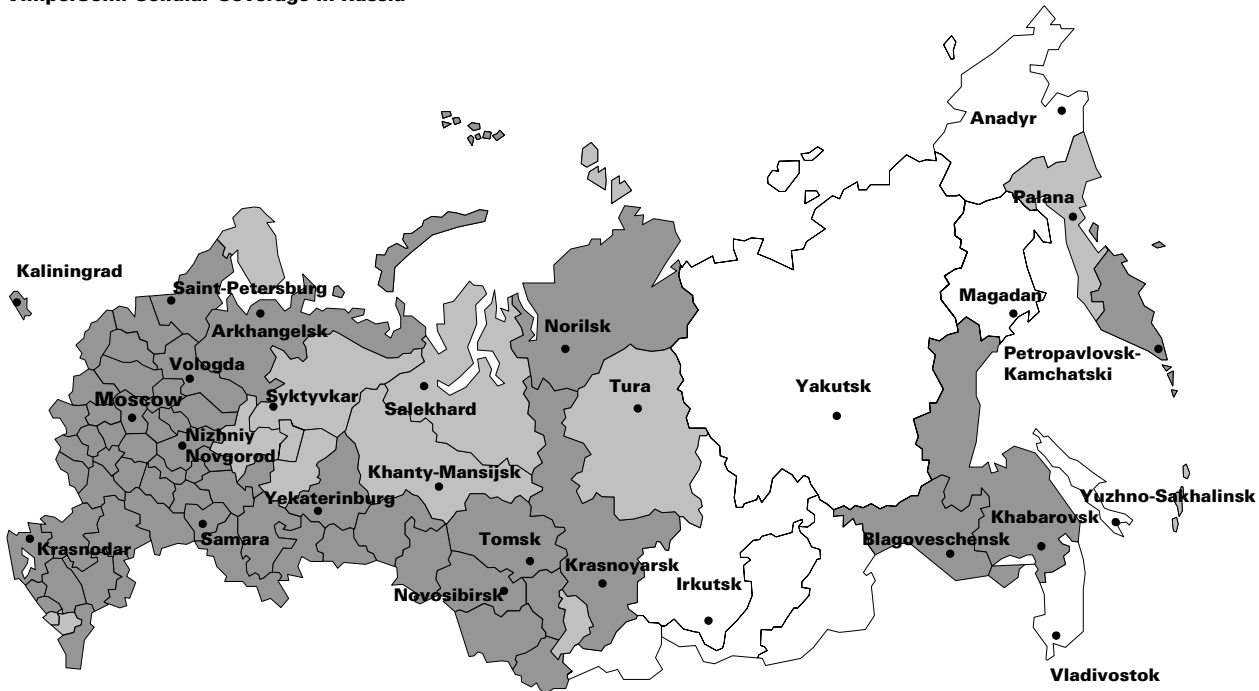 Anadyr
Palana
Kaliningrad
Saint-Petersburg
Magadan
Arkhangelsk
Norilsk
Petropavlovsk-
Kamchatski
Vologda
Tura
Yakutsk
Moscow
Syktyvkar
Salekhard
Nizhniy
Novgorod
Khanty-Mansijsk
Yekaterinburg
Yuzhno-Sakhalinsk
Khabarovsk
Krasnodar
Samara
Tomsk
Blagoveschensk
Krasnoyarsk
Irkutsk
Novosibirsk
Vladivostok